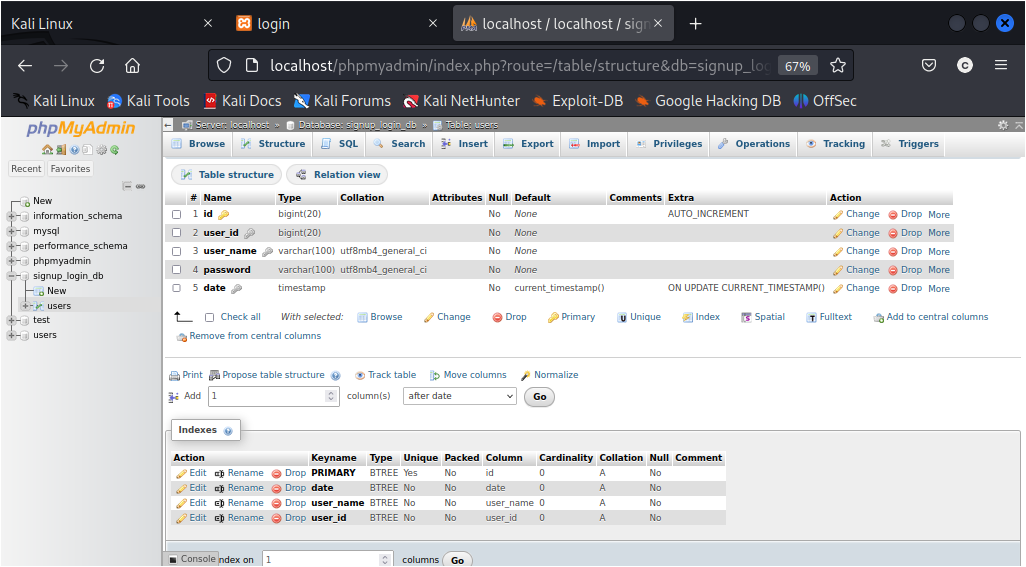 Kali Linux × login × localhost / localhost / sign × +
localhost/phpmyadmin/index.php?route=/table/structure&db=signup_log 67%
Kali Linux Kali Tools Kali Docs Kali Forums Kali NetHunter Exploit-DB Google Hacking DB OffSec
phpMyAdmin
Recent Favorites
New
information_schema
mysql
performance_schema
phpmyadmin
signup_login_db
New
users
test
users
Server: localhost » Database: signup_login_db » Table: users
Browse Structure SQL Search Insert Export Import Privileges Operations Tracking Triggers
Table structure Relation view
# Name Type Collation Attributes Null Default Comments Extra Action
1 id bigint(20) No None AUTO_INCREMENT Change Drop More
2 user_id bigint(20) No None Change Drop More
3 user_name varchar(100) utf8mb4_general_ci No None Change Drop More
4 password varchar(100) utf8mb4_general_ci No None Change Drop More
5 date timestamp No current_timestamp() ON UPDATE CURRENT_TIMESTAMP() Change Drop More
Check all With selected: Browse Change Drop Primary Unique Index Spatial Fulltext Add to central columns
Remove from central columns
Print Propose table structure Track table Move columns Normalize
Add 1 column(s) after date Go
Indexes
Action Keyname Type Unique Packed Column Cardinality Collation Null Comment
Edit Rename Drop PRIMARY BTREE Yes No id 0 A No
Edit Rename Drop date BTREE No No date 0 A No
Edit Rename Drop user_name BTREE No No user_name 0 A No
Edit Rename Drop user_id BTREE No No user_id 0 A No
Console ndex on 1 columns Go